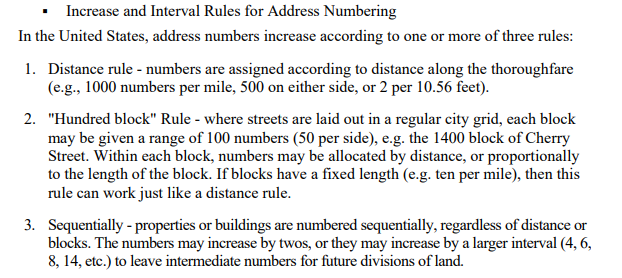 ▪ Increase and Interval Rules for Address Numbering
In the United States, address numbers increase according to one or more of three rules:
1. Distance rule - numbers are assigned according to distance along the thoroughfare
(e.g., 1000 numbers per mile, 500 on either side, or 2 per 10.56 feet).
2. "Hundred block" Rule - where streets are laid out in a regular city grid, each block
may be given a range of 100 numbers (50 per side), e.g. the 1400 block of Cherry
Street. Within each block, numbers may be allocated by distance, or proportionally
to the length of the block. If blocks have a fixed length (e.g. ten per mile), then this
rule can work just like a distance rule.
3. Sequentially - properties or buildings are numbered sequentially, regardless of distance or
blocks. The numbers may increase by twos, or they may increase by a larger interval (4, 6,
8, 14, etc.) to leave intermediate numbers for future divisions of land.